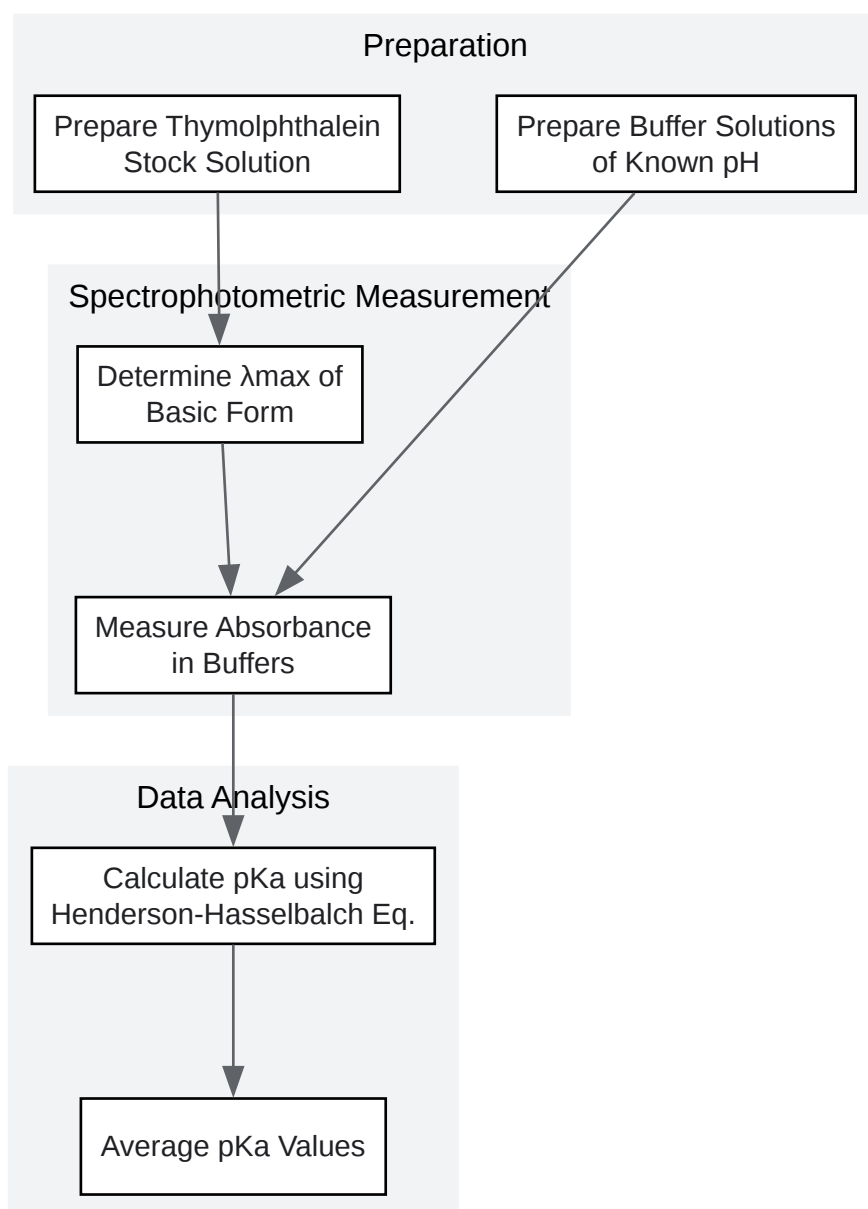 Preparation
Prepare Thymolphthalein
Stock Solution
Prepare Buffer Solutions
of Known pH
Spectrophotometric Measurement
Determine λmax of
Basic Form
Measure Absorbance
in Buffers
Data Analysis
Calculate pKa using
Henderson-Hasselbalch Eq.
Average pKa Values